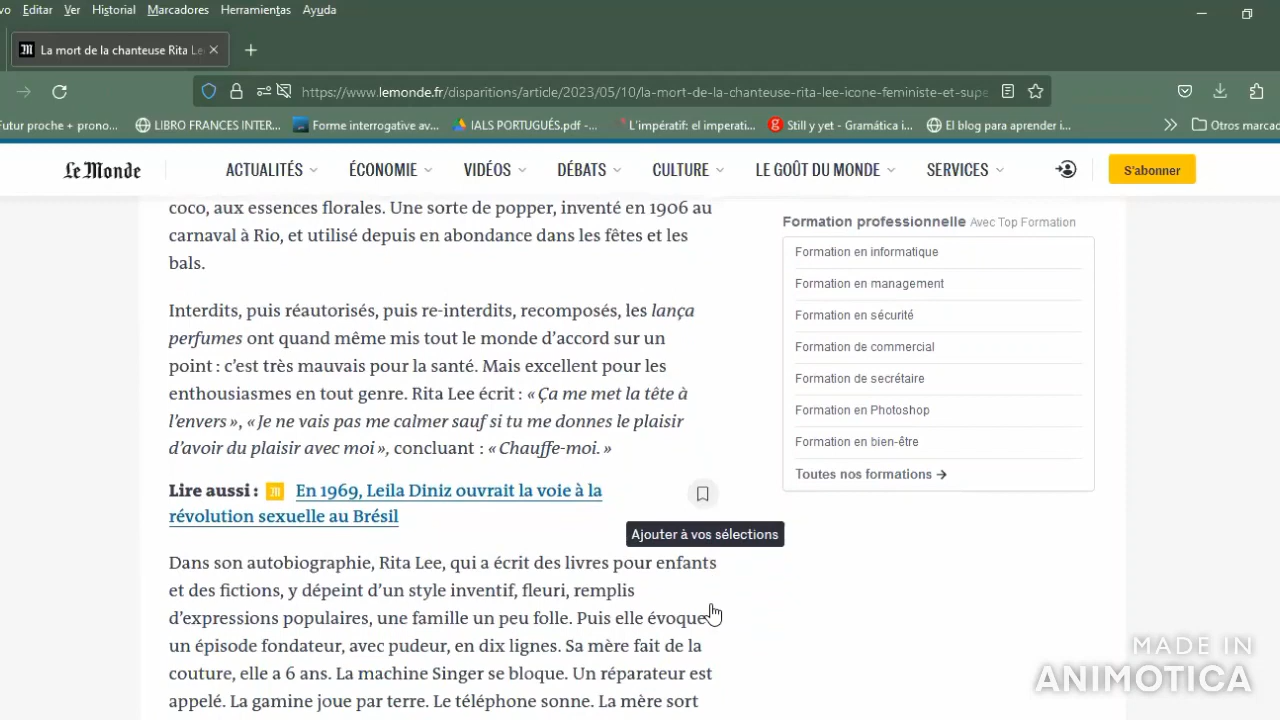 vo Editar Ver Historial Marcadores Herramientas Ayuda
La mort de la chanteuse Rita Le
https://www.lemonde.fr/disparitions/article/2023/05/10/la-mort-de-la-chanteuse-rita-lee-icone-feministe-et-supe
Futur proche + prono... LIBRO FRANCES INTER... Forme interrogative av... IALS PORTUGUÉS.pdf -... L'impératif: el imperati... Still y yet - Gramática i... El blog para aprender i... Otros marcad
Le Monde ACTUALITÉS ÉCONOMIE VIDÉOS DÉBATS CULTURE LE GOÛT DU MONDE SERVICES S'abonner
coco, aux essences florales. Une sorte de popper, inventé en 1906 au
carnaval à Rio, et utilisé depuis en abondance dans les fêtes et les
bals.
Interdits, puis réautorisés, puis re-interdits, recomposés, les lança
perfumes ont quand même mis tout le monde d'accord sur un
point : c'est très mauvais pour la santé. Mais excellent pour les
enthousiasmes en tout genre. Rita Lee écrit : « Ça me met la tête à
l'envers », « Je ne vais pas me calmer sauf si tu me donnes le plaisir
d'avoir du plaisir avec moi », concluant : « Chauffe-moi. »
Lire aussi : En 1969, Leila Diniz ouvrait la voie à la
révolution sexuelle au Brésil
Ajouter à vos sélections
Dans son autobiographie, Rita Lee, qui a écrit des livres pour enfants
et des fictions, y dépeint d'un style inventif, fleuri, remplis
d'expressions populaires, une famille un peu folle. Puis elle évoque
un épisode fondateur, avec pudeur, en dix lignes. Sa mère fait de la
couture, elle a 6 ans. La machine Singer se bloque. Un réparateur est
appelé. La gamine joue par terre. Le téléphone sonne. La mère sort
Formation professionnelle Avec Top Formation
Formation en informatique
Formation en management
Formation en sécurité
Formation de commercial
Formation de secrétaire
Formation en Photoshop
Formation en bien-être
Toutes nos formations
MADE IN
ANIMOTICA